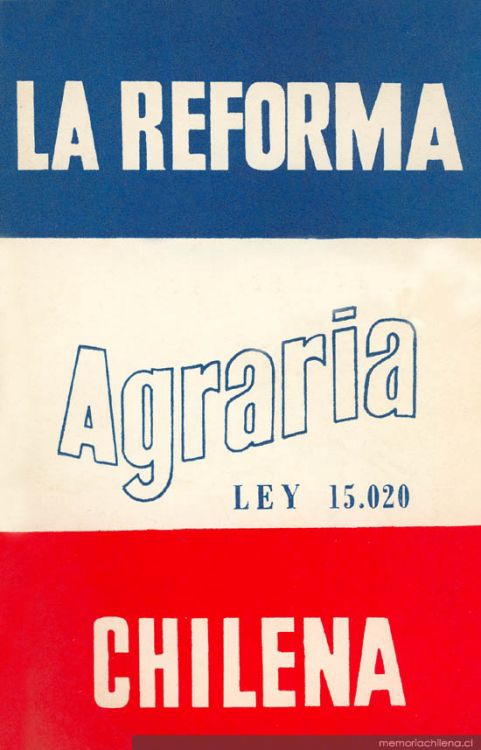 LA REFORMA
Agraria
LEY 15.020
CHILENA
memoriachilena.cl